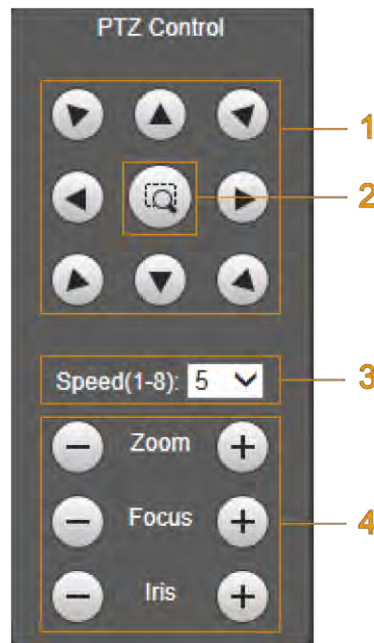 PTZ Control
1
2
Speed(1-8): 5
3
Zoom
Focus
4
Iris